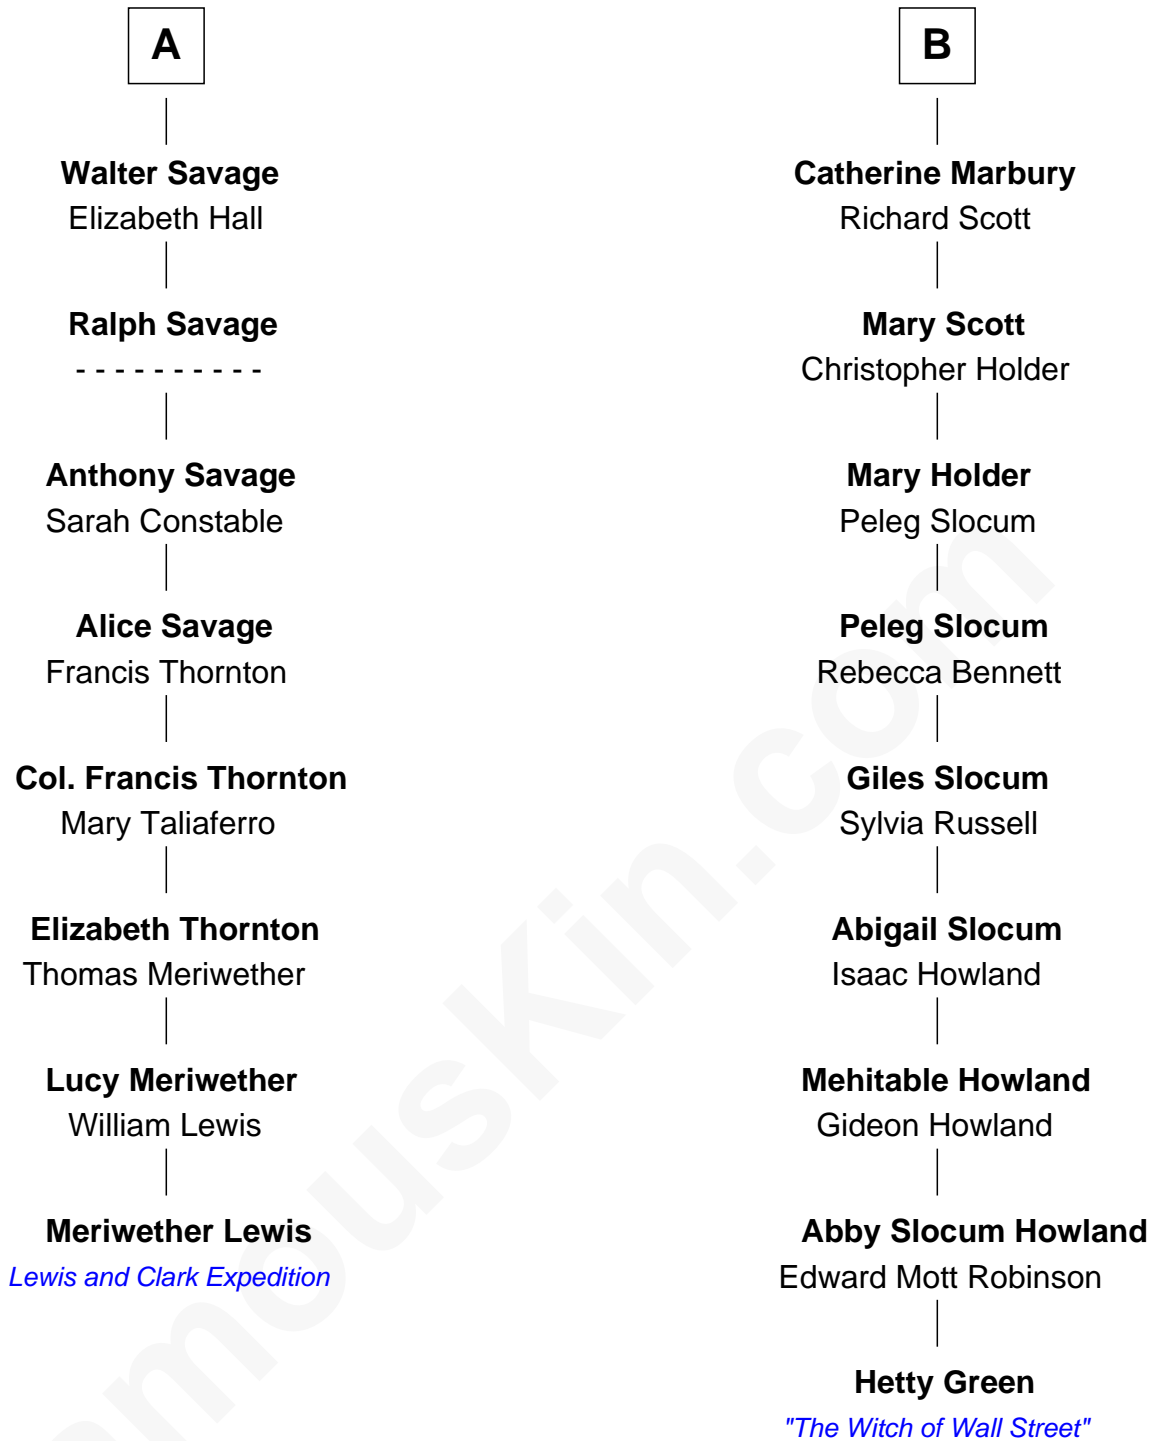 A
Walter Savage
Elizabeth Hall
Ralph Savage
- - - - - - - - - -
Anthony Savage
Sarah Constable
Alice Savage
Francis Thornton
Col. Francis Thornton
Mary Taliaferro
Elizabeth Thornton
Thomas Meriwether
Lucy Meriwether
William Lewis
Meriwether Lewis
Lewis and Clark Expedition
B
Catherine Marbury
Richard Scott
Mary Scott
Christopher Holder
Mary Holder
Peleg Slocum
Peleg Slocum
Rebecca Bennett
Giles Slocum
Sylvia Russell
Abigail Slocum
Isaac Howland
Mehitable Howland
Gideon Howland
Abby Slocum Howland
Edward Mott Robinson
Hetty Green
"The Witch of Wall Street"
amousKin.com